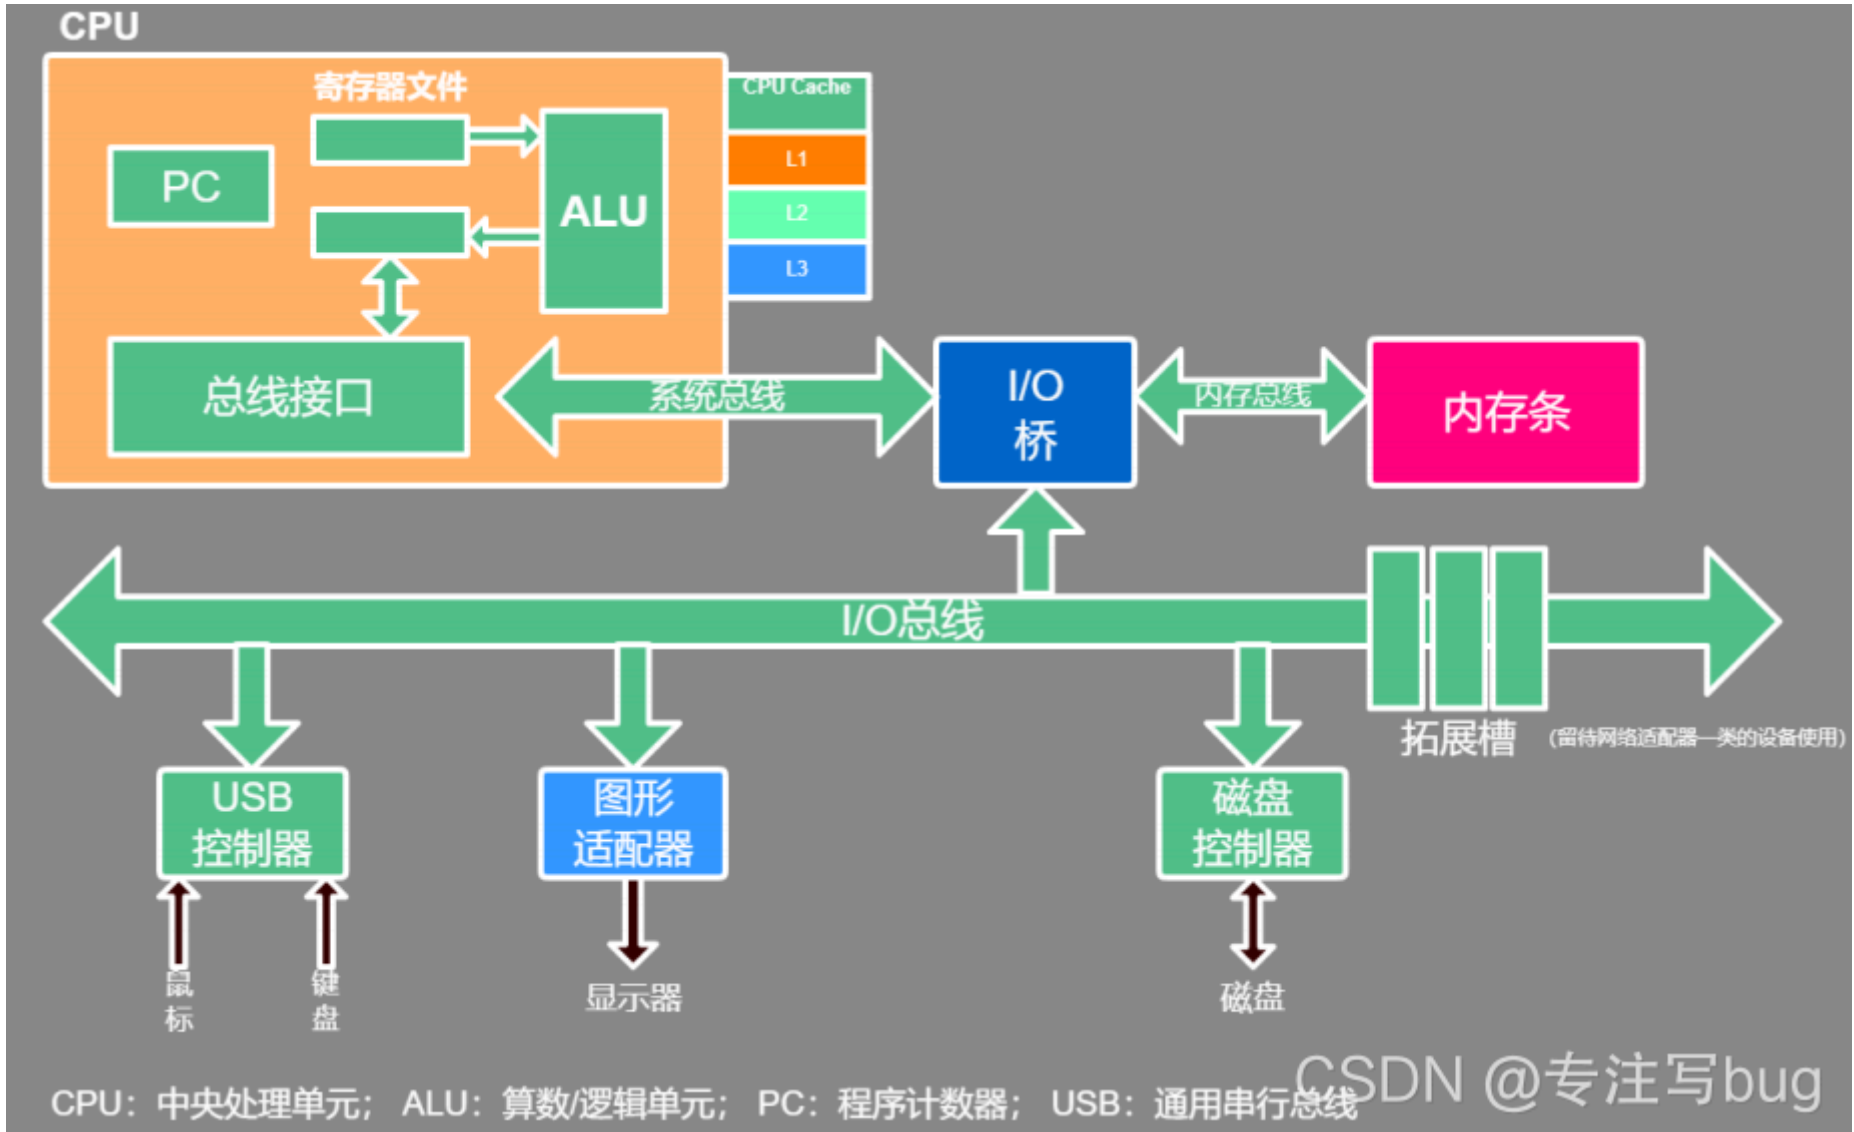 CPU
寄存器文件
CPU Cache
L1
PC
ALU
L2
L3
总线接口
系统总线
I/O
桥
内存总线
内存条
I/O总线
拓展槽
(留待网络适配器一类的设备使用)
USB
控制器
图形
适配器
磁盘
控制器
鼠
标
键
盘
显示器
磁盘
CPU：中央处理单元； ALU：算数/逻辑单元； PC：程序计数器； USB：通用串行总线
CSDN @专注写bug